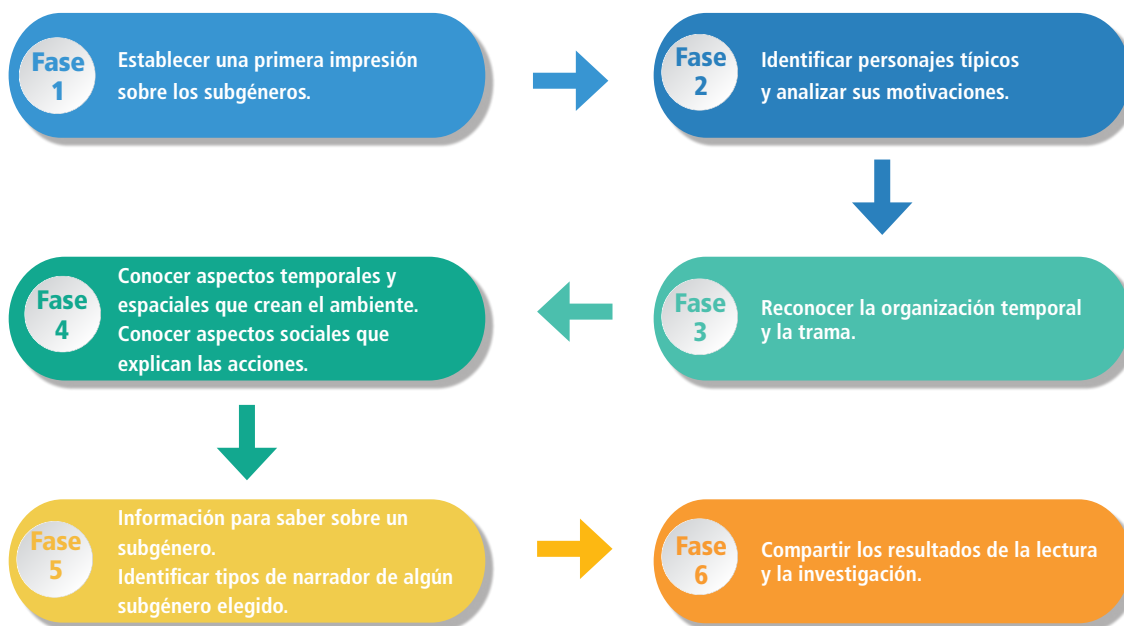 Fase
1
Establecer una primera impresión
sobre los subgéneros.
Fase
2
Identificar personajes típicos
y analizar sus motivaciones.
Fase
3
Reconocer la organización temporal
y la trama.
Fase
4
Conocer aspectos temporales y
espaciales que crean el ambiente.
Conocer aspectos sociales que
explican las acciones.
Fase
5
Información para saber sobre un
subgénero.
Identificar tipos de narrador de algún
subgénero elegido.
Fase
6
Compartir los resultados de la lectura
y la investigación.